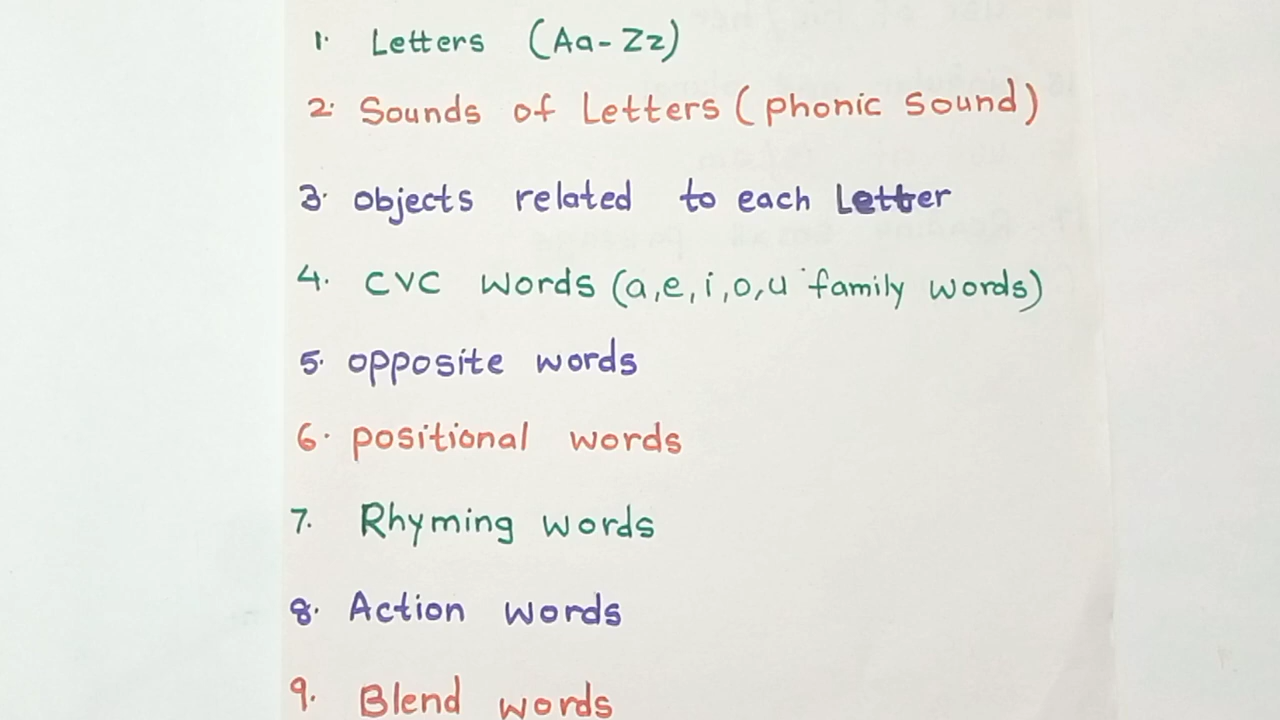 1. Letters (Aa-Zz)
2. Sounds of Letters (phonic sound)
3. objects related to each Letter
4. CVC words (a,e,i,o,u family words)
5. opposite words
6. positional words
7. Rhyming words
8. Action words
9. Blend words